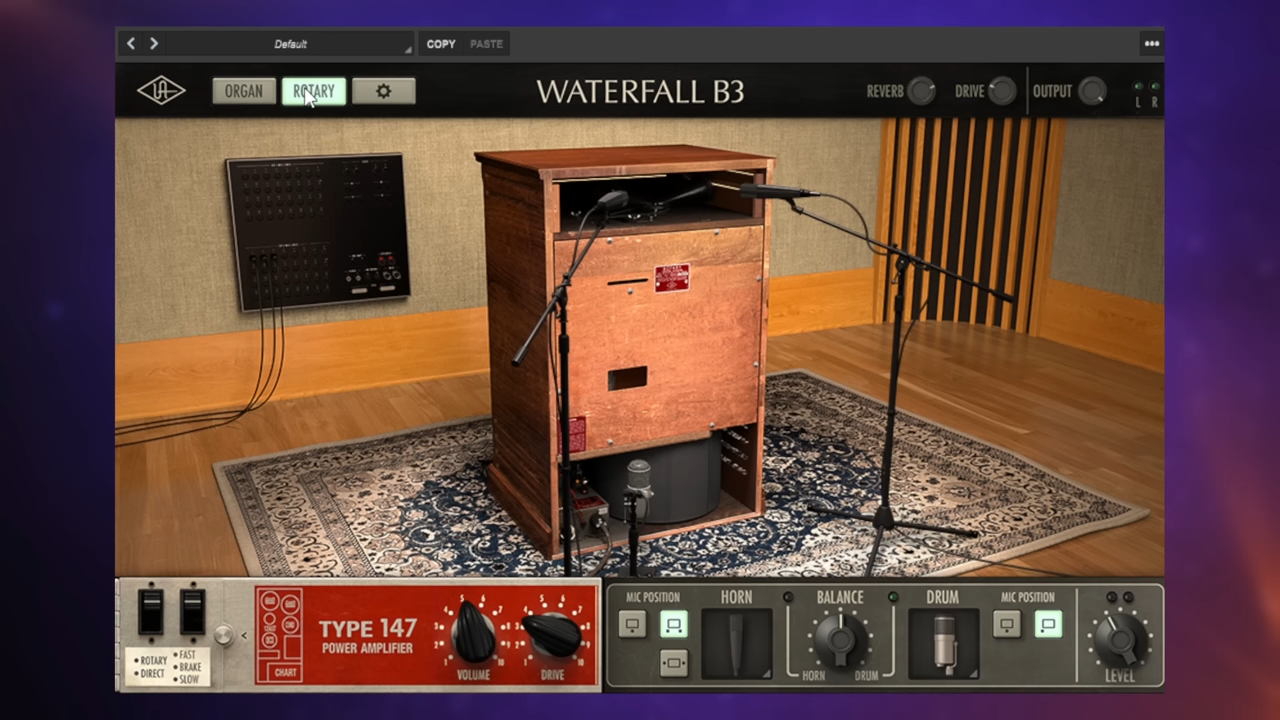 Default
COPY PASTE
ORGAN ROTARY
WATERFALL B3
REVERB DRIVE OUTPUT
L R
ROTARY
DIRECT
FAST
BRAKE
SLOW
CHART
TYPE 147
POWER AMPLIFIER
VOLUME
DRIVE
MIC POSITION
HORN
BALANCE
HORN DRUM
DRUM
MIC POSITION
LEVEL